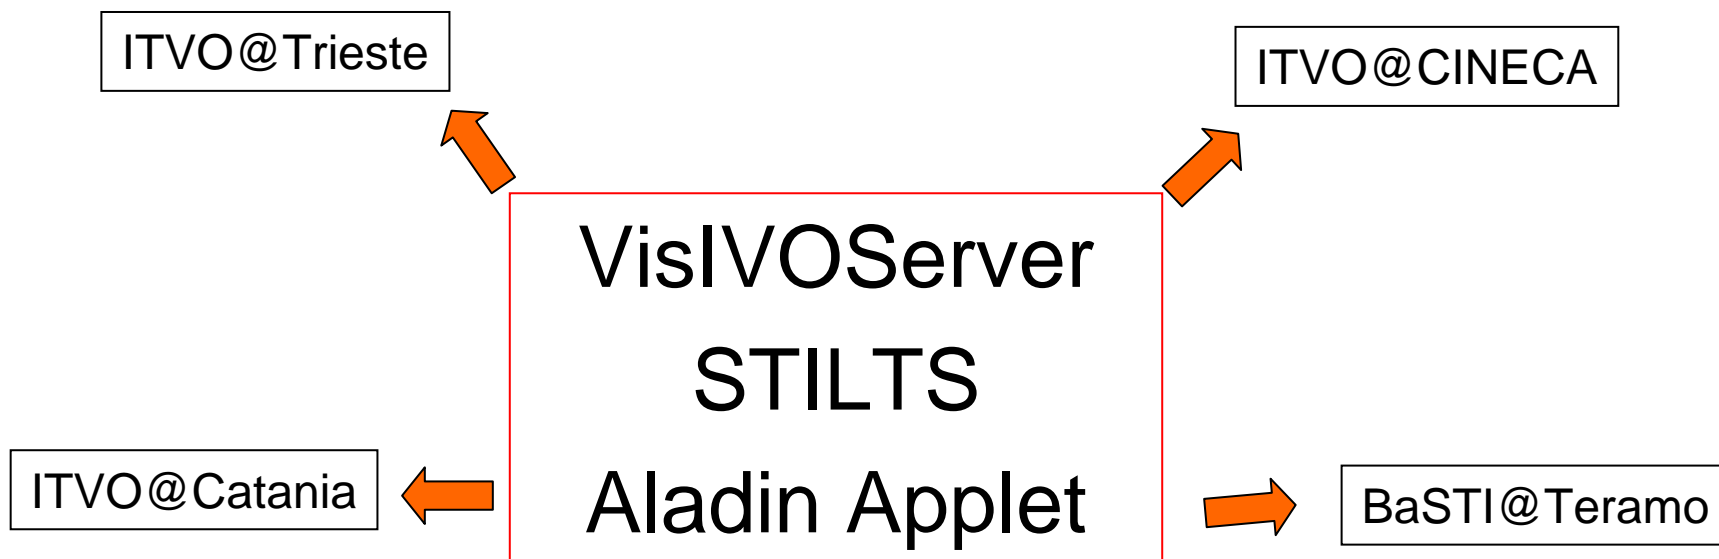 ITVO@Trieste
ITVO@CINECA
VisIVOServer
STILTS
Aladin Applet
ITVO@Catania
BaSTI@Teramo